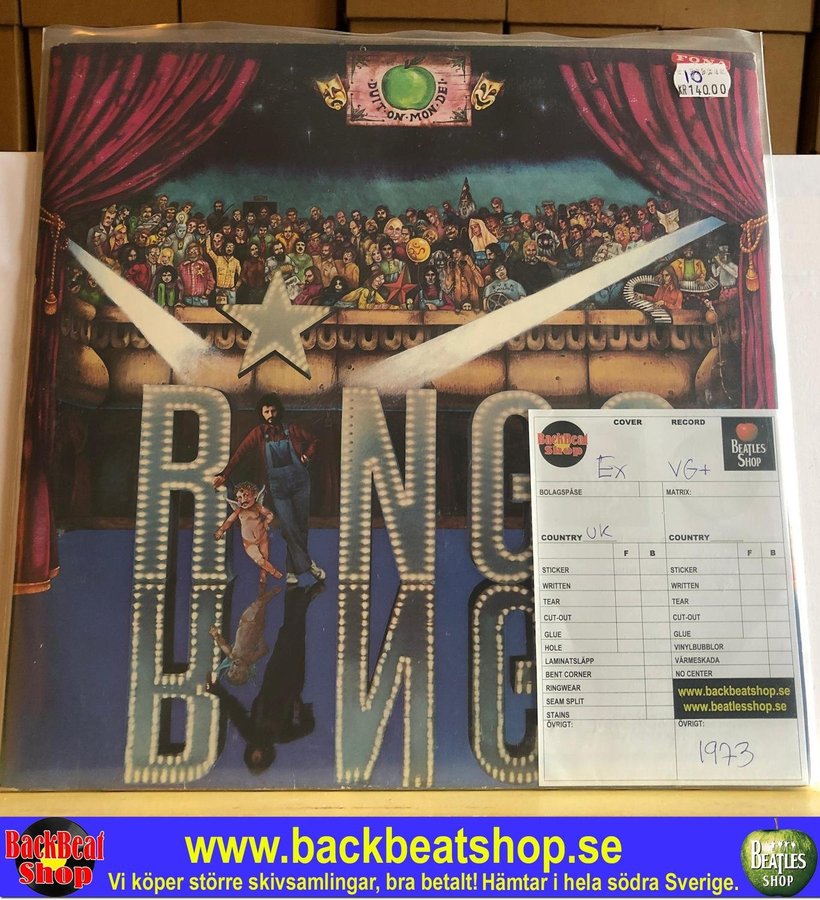 DUIT·ON·MON·DEI
FONA
10
KR 140.00
RINGO
BackBeat
Shop
COVER
RECORD
BEATLES
SHOP
Ex
VG+
BOLAGSPÅSE
MATRIX:
COUNTRY UK
COUNTRY
F B
F B
STICKER
STICKER
WRITTEN
WRITTEN
TEAR
TEAR
CUT-OUT
CUT-OUT
GLUE
GLUE
HOLE
VINYLBUBBLOR
LAMINATSLÄPP
VÄRMESKADA
BENT CORNER
NO CENTER
RINGWEAR
SEAM SPLIT
STAINS
www.backbeatshop.se
www.beatlesshop.se
ÖVRIGT:
ÖVRIGT:
1973
BackBeat
Shop
www.backbeatshop.se
Vi köper större skivsamlingar, bra betalt! Hämtar i hela södra Sverige.
BEATLES
SHOP